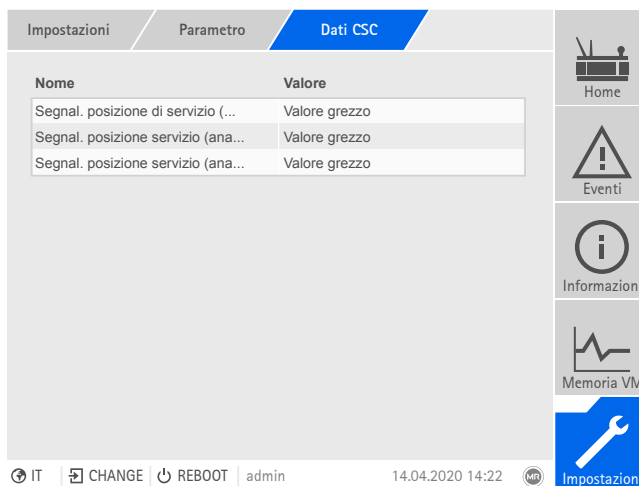 Impostazioni Parametro Dati CSC
Nome Valore
Segnal. posizione di servizio (... Valore grezzo
Segnal. posizione servizio (ana... Valore grezzo
Segnal. posizione servizio (ana... Valore grezzo
Home
Eventi
Informazion
Memoria VM
Impostazion
IT CHANGE REBOOT admin 14.04.2020 14:22 MR